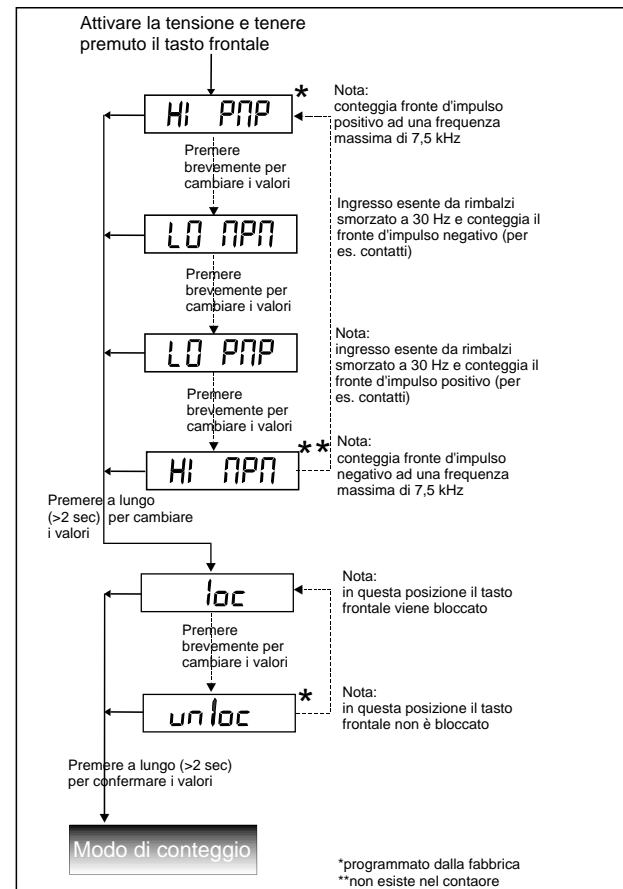 Attivare la tensione e tenere
premuto il tasto frontale
HI PNP *
Nota:
conteggia fronte d'impulso
positivo ad una frequenza
massima di 7,5 kHz
Premere
brevemente per
cambiare i valori
LO NPN
Ingresso esente da rimbalzi
smorzato a 30 Hz e conteggia il
fronte d'impulso negativo (per
es. contatti)
Premere
brevemente per
cambiare i valori
LO PNP
Nota:
ingresso esente da rimbalzi
smorzato a 30 Hz e conteggia il
fronte d'impulso positivo (per
es. contatti)
Premere
brevemente per
cambiare i valori
HI NPN **
Nota:
conteggia fronte d'impulso
negativo ad una frequenza
massima di 7,5 kHz
Premere a lungo
(>2 sec) per cambiare
i valori
loc
Nota:
in questa posizione il tasto
frontale viene bloccato
Premere
brevemente per
cambiare i valori
unloc *
Nota:
in questa posizione il tasto
frontale non è bloccato
Premere a lungo (>2 sec)
per confermare i valori
Modo di conteggio
*programmato dalla fabbrica
**non esiste nel contaore